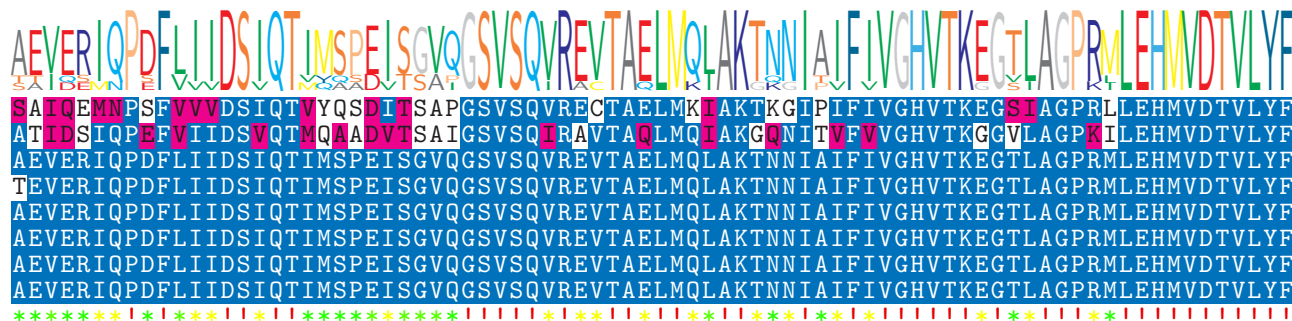 AEVERIQPDFLIIDSIQTIMSPEISGVQGSVSQVREVTAELMQLAKTNNIAIFIVGHVTKEGTLAGPRMLEHMVDTVLYF
SAIQEMNPSFVVVDSIQTVYQSDITSAPGSVSQVRECTAELMKIAKTKGIPIFIVGHVTKEGSIAGPRLLEHMVDTVLYF
ATIDSIQPEFVIIDSVQTMQAADVTSAIGSVSQIRAVTAQLMQIAKGQNITVFVVGHVTKGGVLAGPKILEHMVDTVLYF
AEVERIQPDFLIIDSIQTIMSPEISGVQGSVSQVREVTAELMQLAKTNNIAIFIVGHVTKEGTLAGPRMLEHMVDTVLYF
TEVERIQPDFLIIDSIQTIMSPEISGVQGSVSQVREVTAELMQLAKTNNIAIFIVGHVTKEGTLAGPRMLEHMVDTVLYF
AEVERIQPDFLIIDSIQTIMSPEISGVQGSVSQVREVTAELMQLAKTNNIAIFIVGHVTKEGTLAGPRMLEHMVDTVLYF
AEVERIQPDFLIIDSIQTIMSPEISGVQGSVSQVREVTAELMQLAKTNNIAIFIVGHVTKEGTLAGPRMLEHMVDTVLYF
AEVERIQPDFLIIDSIQTIMSPEISGVQGSVSQVREVTAELMQLAKTNNIAIFIVGHVTKEGTLAGPRMLEHMVDTVLYF
AEVERIQPDFLIIDSIQTIMSPEISGVQGSVSQVREVTAELMQLAKTNNIAIFIVGHVTKEGTLAGPRMLEHMVDTVLYF
*******!*!***!!*!!**********!!!!!*!**!!*!!**!!***!**!*!!!!!!*!**!!!**!!!!!!!!!!!